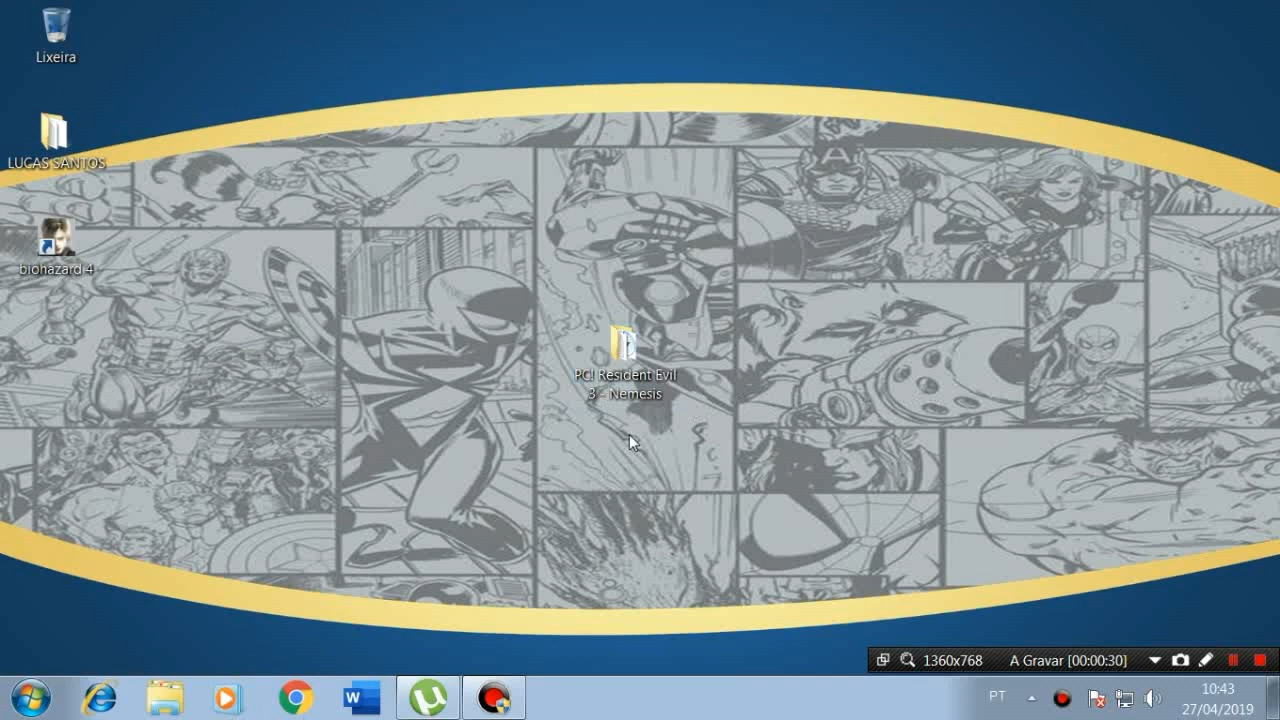 Lixeira
LUCAS SANTOS
biohazard 4
PC! Resident Evil
3 - Nemesis
1360x768
A Gravar [00:00:30]
W
PT
10:43
27/04/2019